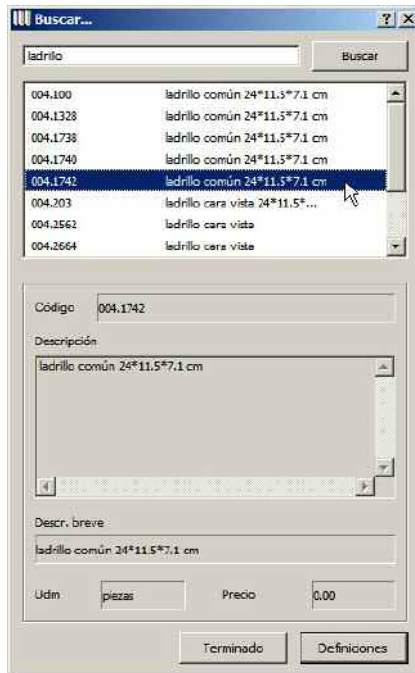 Buscar...
ladrillo Buscar
004.100 ladrillo común 24*11.5*7.1 cm
004.1328 ladrillo común 24*11.5*7.1 cm
004.1738 ladrillo común 24*11.5*7.1 cm
004.1740 ladrillo común 24*11.5*7.1 cm
004.1742 ladrillo común 24*11.5*7.1 cm
004.203 ladrillo cara vista 24*11.5*...
004.2562 ladrillo cara vista
004.2664 ladrillo cara vista
Código 004.1742
Descripción
ladrillo común 24*11.5*7.1 cm
Descr. breve
ladrillo común 24*11.5*7.1 cm
Udm piezas Precio 0.00
Terminado Definiciones